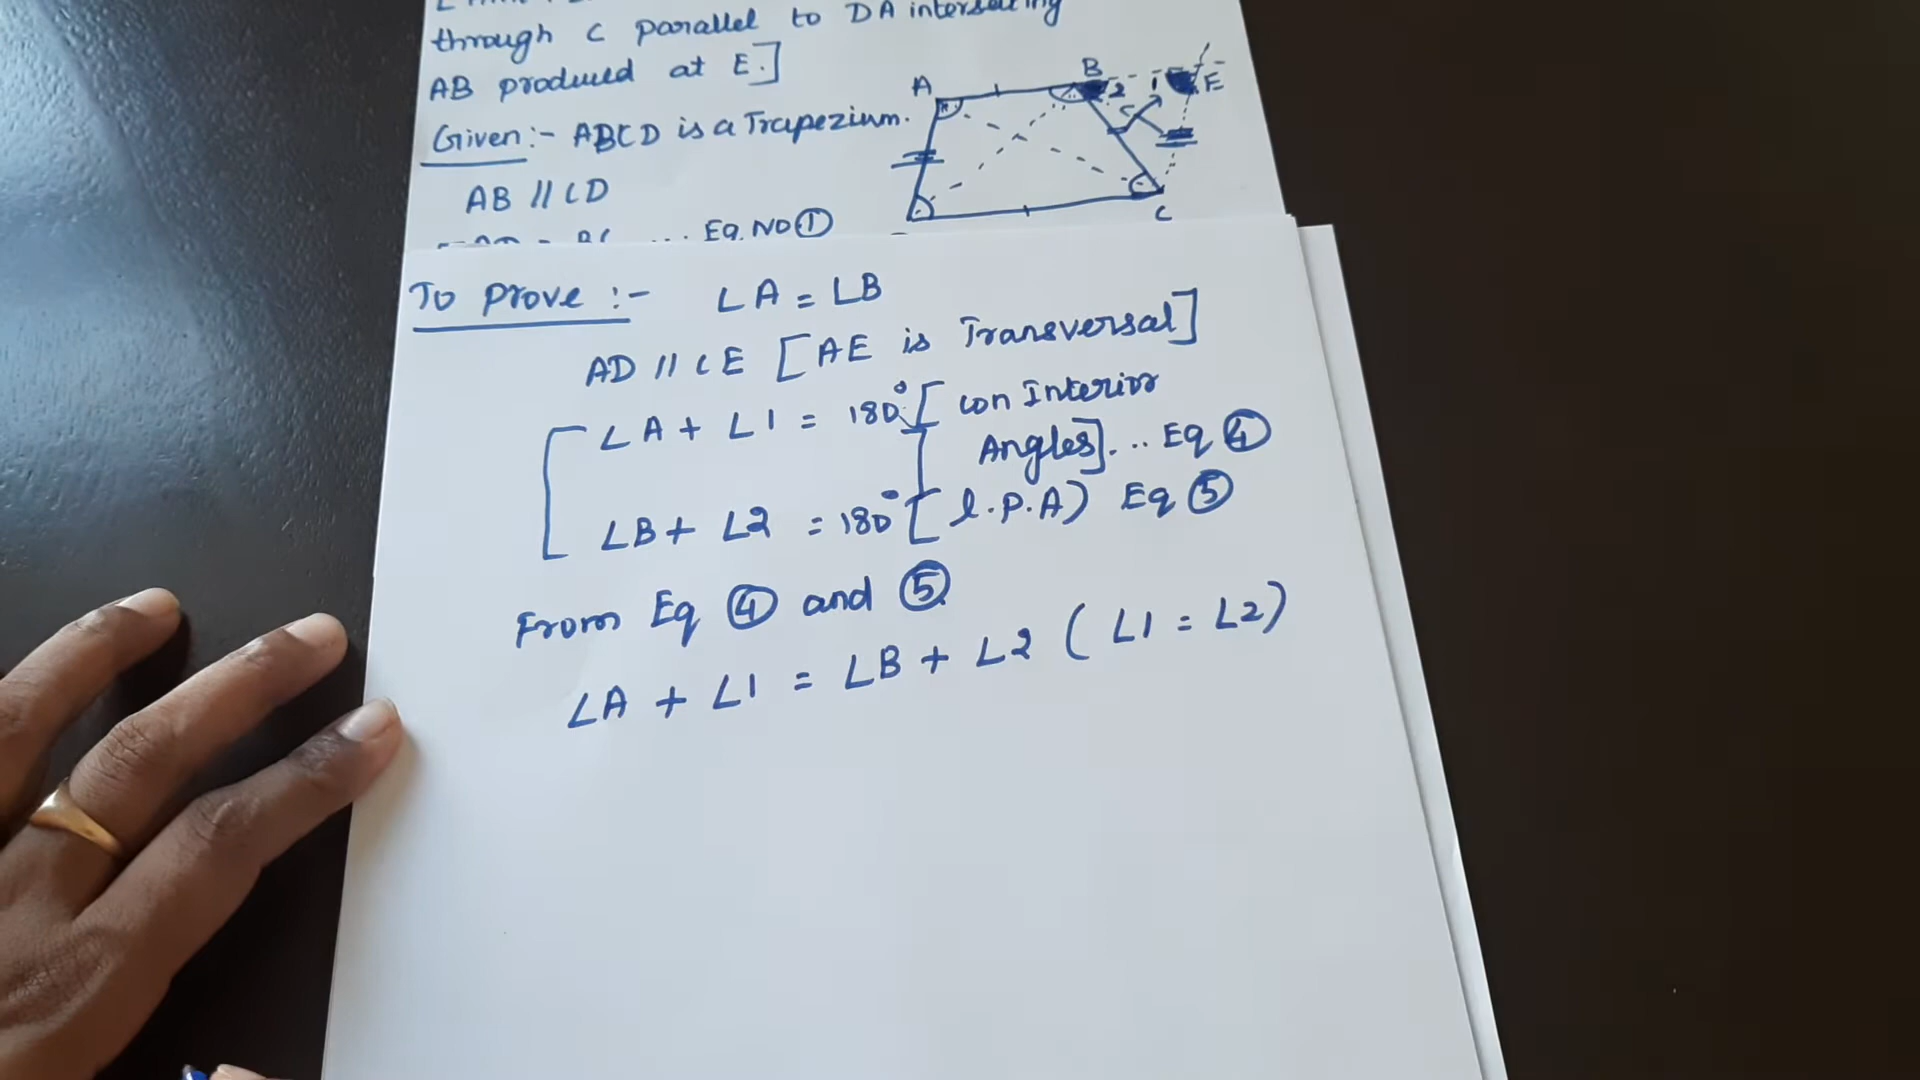 through C parallel to DA intersecting
AB produced at E.]
Given:- ABCD is a Trapezium.
AB // CD
... Eq.NO ①
A
B
2
1
E
C
To prove :- ∠A = ∠B
AD // CE [AE is Transversal]
∠A + ∠1 = 180° [con Interior
Angles]... Eq ④
∠B + ∠2 = 180° [l.p.A) Eq ⑤
From Eq ④ and ⑤
∠A + ∠1 = ∠B + ∠2 (∠1 = ∠2)